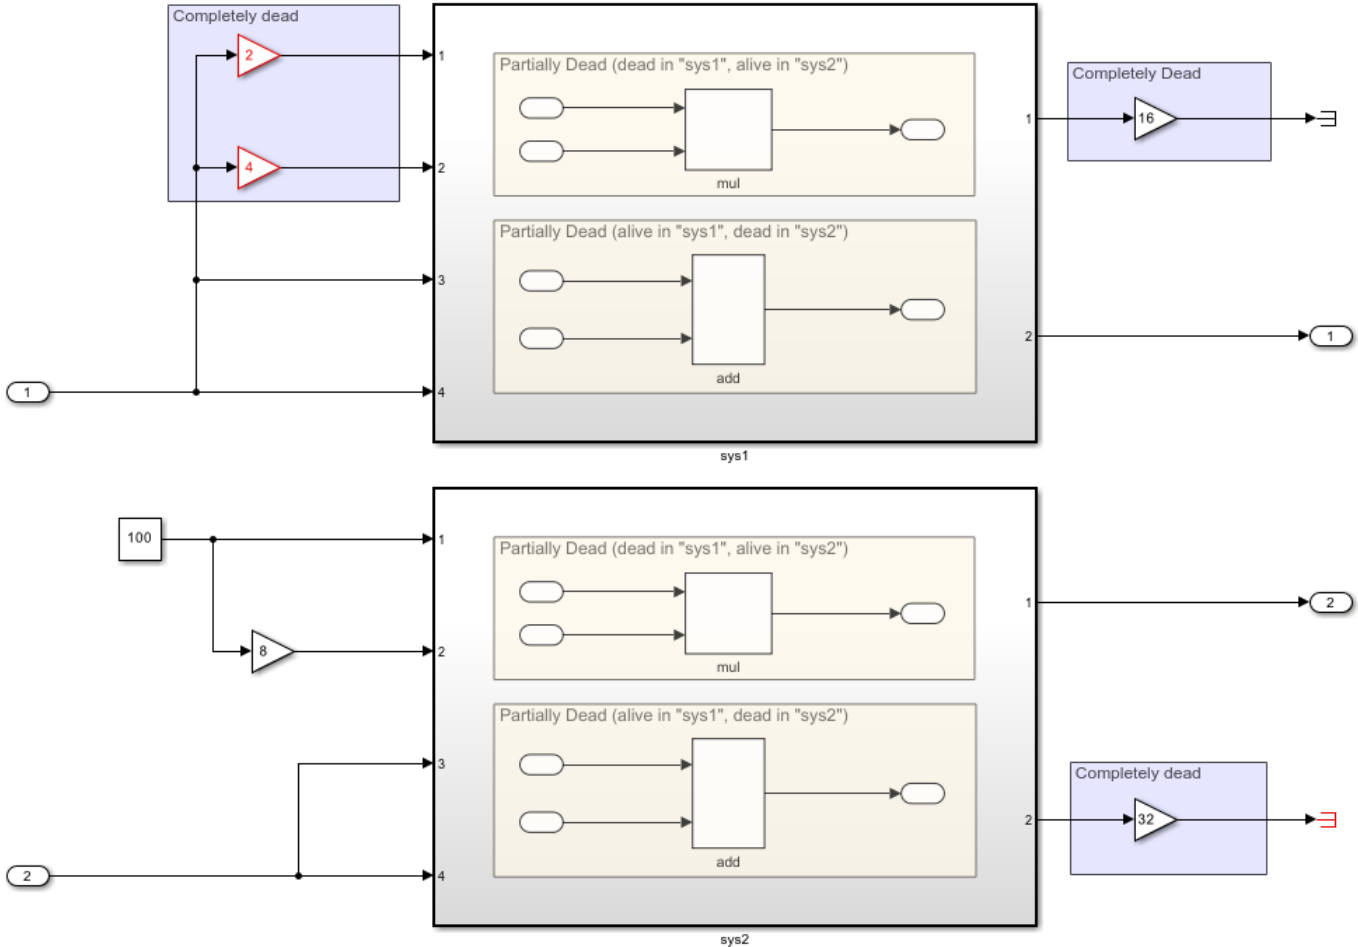 Completely dead
2
1
Partially Dead (dead in "sys1", alive in "sys2")
mul
1
Completely Dead
16
4
2
Partially Dead (alive in "sys1", dead in "sys2")
add
3
2
1
1
4
sys1
100
1
Partially Dead (dead in "sys1", alive in "sys2")
mul
1
2
8
2
Partially Dead (alive in "sys1", dead in "sys2")
add
3
2
Completely dead
32
2
4
sys2